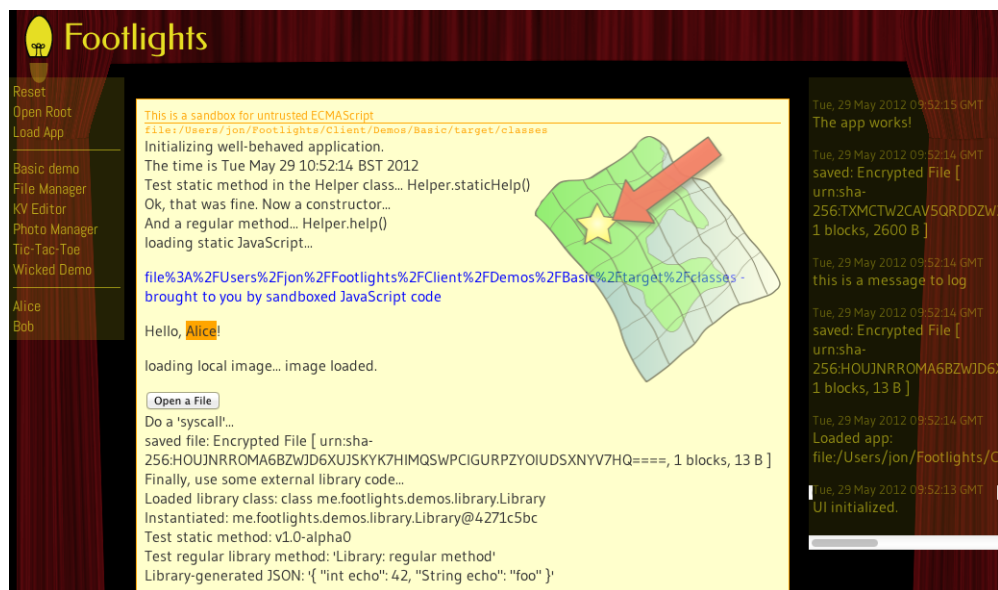 Footlights
Reset
Open Root
Load App
Basic demo
File Manager
KV Editor
Photo Manager
Tic-Tac-Toe
Wicked Demo
Alice
Bob
This is a sandbox for untrusted ECMAScript
file:/Users/jon/Footlights/Client/Demos/Basic/target/classes
Initializing well-behaved application.
The time is Tue May 29 10:52:14 BST 2012
Test static method in the Helper class... Helper.staticHelp()
Ok, that was fine. Now a constructor...
And a regular method... Helper.help()
loading static JavaScript...
file%3A%2FUsers%2Fjon%2FFootlights%2FClient%2FDemos%2FBasic%2Ftarget%2Fclasses -
brought to you by sandboxed JavaScript code
Hello, Alice!
loading local image... image loaded.
Open a File
Do a 'syscall'...
saved file: Encrypted File [ urn:sha-
256:HOUJNRROMA6BZWJD6XUJSKYK7HIMQSWPCIGURPZYOIUDSXNYV7HQ====, 1 blocks, 13 B ]
Finally, use some external library code...
Loaded library class: class me.footlights.demos.library.Library
Instantiated: me.footlights.demos.library.Library@4271c5bc
Test static method: v1.0-alpha0
Test regular library method: 'Library: regular method'
Library-generated JSON: '{ "int echo": 42, "String echo": "foo" }'
Tue, 29 May 2012 09:52:15 GMT
The app works!
Tue, 29 May 2012 09:52:14 GMT
saved: Encrypted File [
urn:sha-
256:TXMCTW2CAV5QRDDZW
1 blocks, 2600 B ]
Tue, 29 May 2012 09:52:14 GMT
this is a message to log
Tue, 29 May 2012 09:52:14 GMT
saved: Encrypted File [
urn:sha-
256:HOUJNRROMA6BZWJD6X
1 blocks, 13 B ]
Tue, 29 May 2012 09:52:14 GMT
Loaded app:
file:/Users/jon/Footlights/C
Tue, 29 May 2012 09:52:13 GMT
UI initialized.